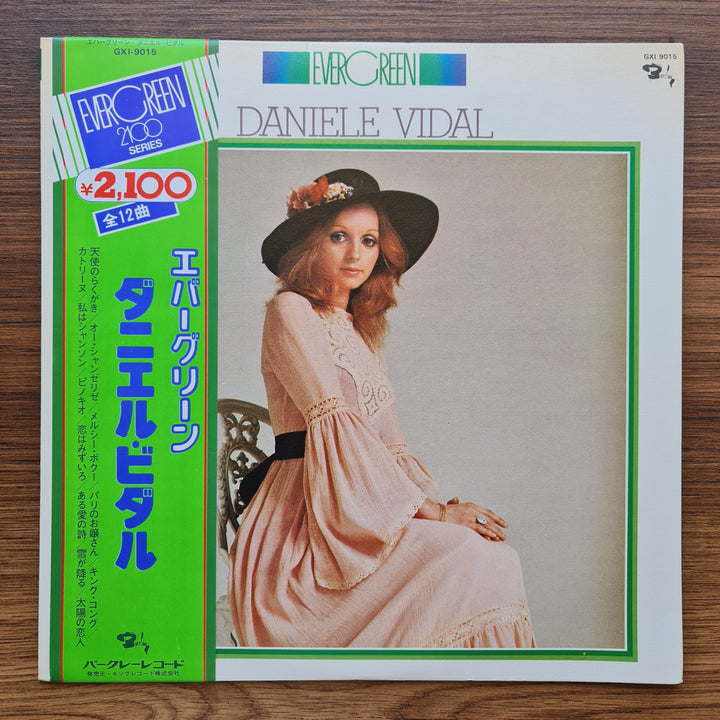 エバーグリーン・ダニエル・ビダル
GXI-9015
EVERGREEN
2100
SERIES
¥2,100
全12曲
エバーグリーン
ダニエル・ビダル
天使のらくがき／オー・シャンゼリゼ／メルシー・ボクー／パリのお嬢さん／キング・コング
カトリーヌ／私はシャンソン／ピノキオ／恋はみずいろ／ある愛の詩／雪が降る／太陽の恋人
バークレーレコード
発売元・キングレコード株式会社
EVERGREEN
DANIELE VIDAL
GXI 9015